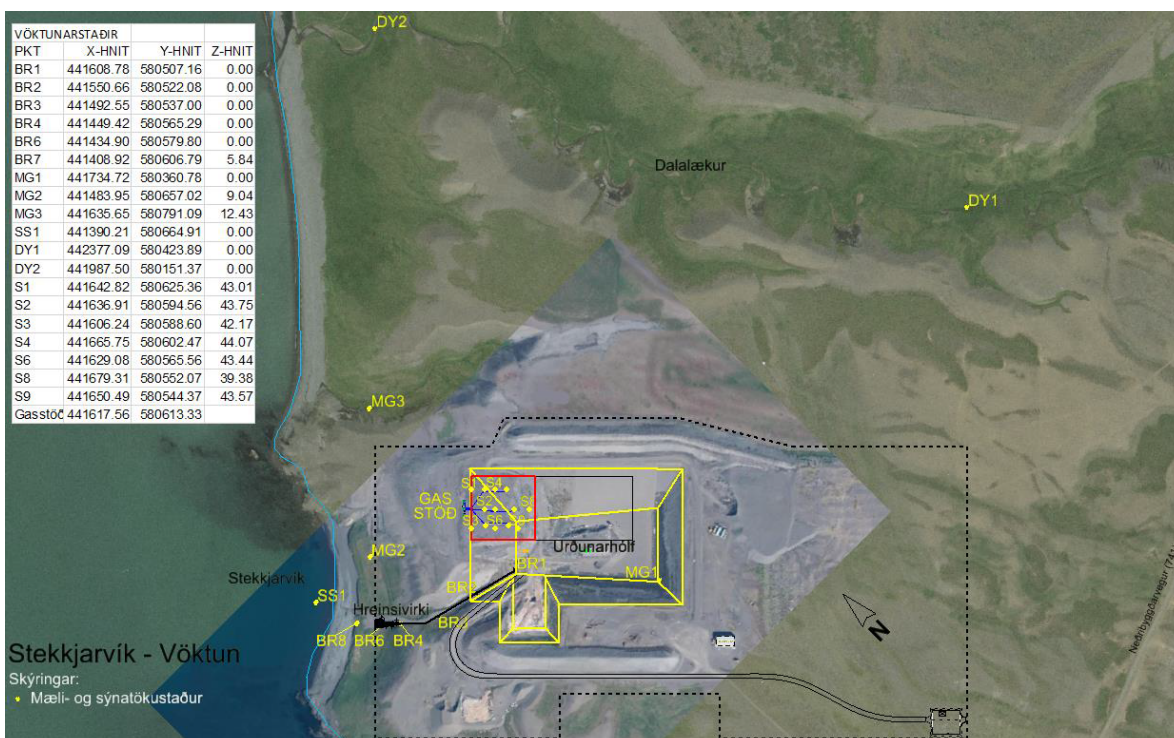 VÖKTUNARSTAÐIR
PKT X-HNIT Y-HNIT Z-HNIT
BR1 441608.78 580507.16 0.00
BR2 441550.66 580522.08 0.00
BR3 441492.55 580537.00 0.00
BR4 441449.42 580565.29 0.00
BR6 441434.90 580579.80 0.00
BR7 441408.92 580606.79 5.84
MG1 441734.72 580360.78 0.00
MG2 441483.95 580657.02 9.04
MG3 441635.65 580791.09 12.43
SS1 441390.21 580664.91 0.00
DY1 442377.09 580423.89 0.00
DY2 441987.50 580151.37 0.00
S1 441642.82 580625.36 43.01
S2 441636.91 580594.56 43.75
S3 441606.24 580588.60 42.17
S4 441665.75 580602.47 44.07
S6 441629.08 580565.56 43.44
S8 441679.31 580552.07 39.38
S9 441650.49 580544.37 43.57
Gasstöð 441617.56 580613.33
DY2
Dalalækur
DY1
MG3
S4
GAS
STÖÐ
S2
S6
Urðunarhólf
MG2
BR1
MG1
Stekkjarvík
BR2
SS1
Hreinsivirki
BR3
BR8 BR6 BR4
N
Neðribyggðarvegur (741)
Stekkjarvík - Vöktun
Skýringar:
Mæli- og sýnatökustaður